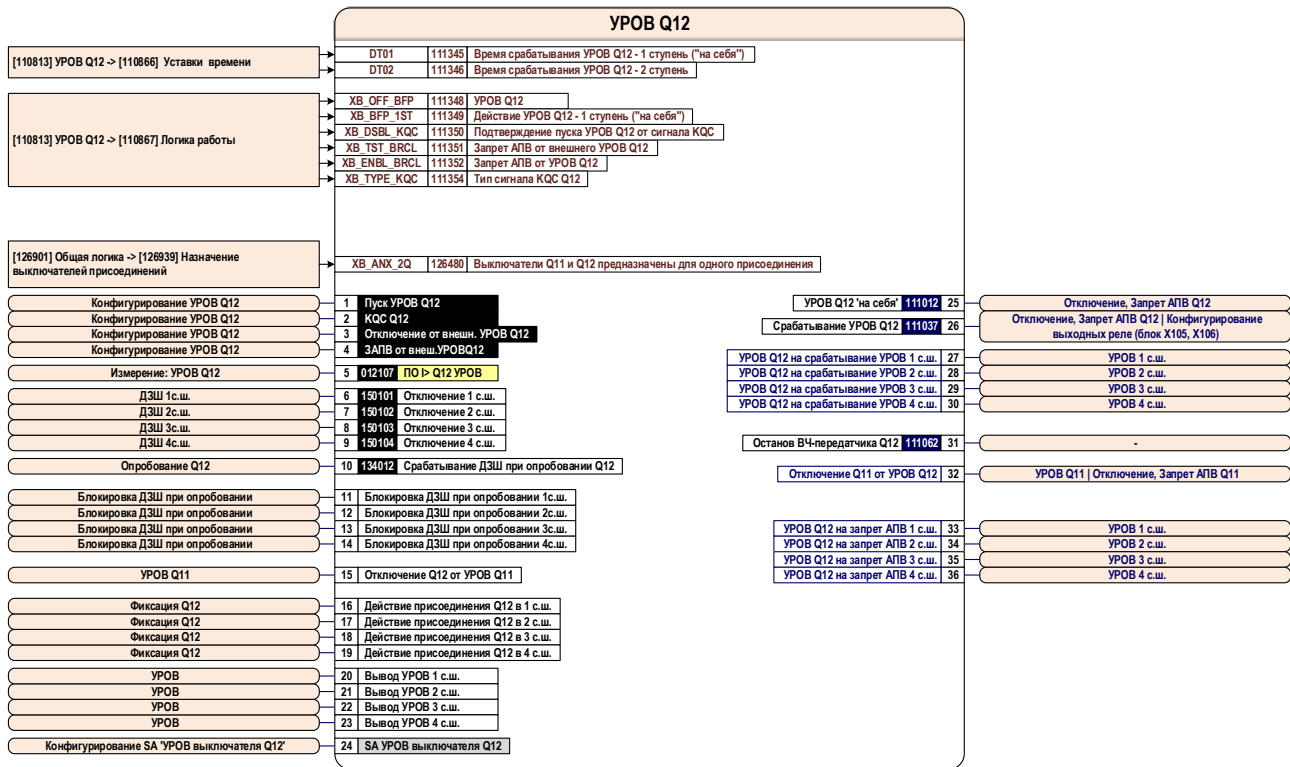 УРОВ Q12
[110813] УРОВ Q12 -> [110866] Уставки времени
DT01 111345 Время срабатывания УРОВ Q12 - 1 ступень ("на себя")
DT02 111346 Время срабатывания УРОВ Q12 - 2 ступень
[110813] УРОВ Q12 -> [110867] Логика работы
XB_OFF_BFP 111348 УРОВ Q12
XB_BFP_1ST 111349 Действие УРОВ Q12 - 1 ступень ("на себя")
XB_DSBL_KQC 111350 Подтверждение пуска УРОВ Q12 от сигнала KQC
XB_TST_BRCL 111351 Запрет АПВ от внешнего УРОВ Q12
XB_ENBL_BRCL 111352 Запрет АПВ от УРОВ Q12
XB_TYPE_KQC 111354 Тип сигнала KQC Q12
[126901] Общая логика -> [126939] Назначение
выключателей присоединений
XB_ANX_2Q 126480 Выключатели Q11 и Q12 предназначены для одного присоединения
Конфигурирование УРОВ Q12 1 Пуск УРОВ Q12
Конфигурирование УРОВ Q12 2 KQC Q12
Конфигурирование УРОВ Q12 3 Отключение от внешн. УРОВ Q12
Конфигурирование УРОВ Q12 4 ЗАПВ от внеш.УРОВQ12
Измерение: УРОВ Q12 5 012107 ПО I> Q12 УРОВ
ДЗШ 1с.ш. 6 150101 Отключение 1 с.ш.
ДЗШ 2с.ш. 7 150102 Отключение 2 с.ш.
ДЗШ 3с.ш. 8 150103 Отключение 3 с.ш.
ДЗШ 4с.ш. 9 150104 Отключение 4 с.ш.
Опробование Q12 10 134012 Срабатывание ДЗШ при опробовании Q12
Блокировка ДЗШ при опробовании 11 Блокировка ДЗШ при опробовании 1с.ш.
Блокировка ДЗШ при опробовании 12 Блокировка ДЗШ при опробовании 2с.ш.
Блокировка ДЗШ при опробовании 13 Блокировка ДЗШ при опробовании 3с.ш.
Блокировка ДЗШ при опробовании 14 Блокировка ДЗШ при опробовании 4с.ш.
УРОВ Q11 15 Отключение Q12 от УРОВ Q11
Фиксация Q12 16 Действие присоединения Q12 в 1 с.ш.
Фиксация Q12 17 Действие присоединения Q12 в 2 с.ш.
Фиксация Q12 18 Действие присоединения Q12 в 3 с.ш.
Фиксация Q12 19 Действие присоединения Q12 в 4 с.ш.
УРОВ 20 Вывод УРОВ 1 с.ш.
УРОВ 21 Вывод УРОВ 2 с.ш.
УРОВ 22 Вывод УРОВ 3 с.ш.
УРОВ 23 Вывод УРОВ 4 с.ш.
Конфигурирование SA 'УРОВ выключателя Q12' 24 SA УРОВ выключателя Q12
УРОВ Q12 'на себя' 111012 25 Отключение, Запрет АПВ Q12
Срабатывание УРОВ Q12 111037 26 Отключение, Запрет АПВ Q12 | Конфигурирование
выходных реле (блок X105, X106)
УРОВ Q12 на срабатывание УРОВ 1 с.ш. 27 УРОВ 1 с.ш.
УРОВ Q12 на срабатывание УРОВ 2 с.ш. 28 УРОВ 2 с.ш.
УРОВ Q12 на срабатывание УРОВ 3 с.ш. 29 УРОВ 3 с.ш.
УРОВ Q12 на срабатывание УРОВ 4 с.ш. 30 УРОВ 4 с.ш.
Останов ВЧ-передатчика Q12 111062 31 -
Отключение Q11 от УРОВ Q12 32 УРОВ Q11 | Отключение, Запрет АПВ Q11
УРОВ Q12 на запрет АПВ 1 с.ш. 33 УРОВ 1 с.ш.
УРОВ Q12 на запрет АПВ 2 с.ш. 34 УРОВ 2 с.ш.
УРОВ Q12 на запрет АПВ 3 с.ш. 35 УРОВ 3 с.ш.
УРОВ Q12 на запрет АПВ 4 с.ш. 36 УРОВ 4 с.ш.